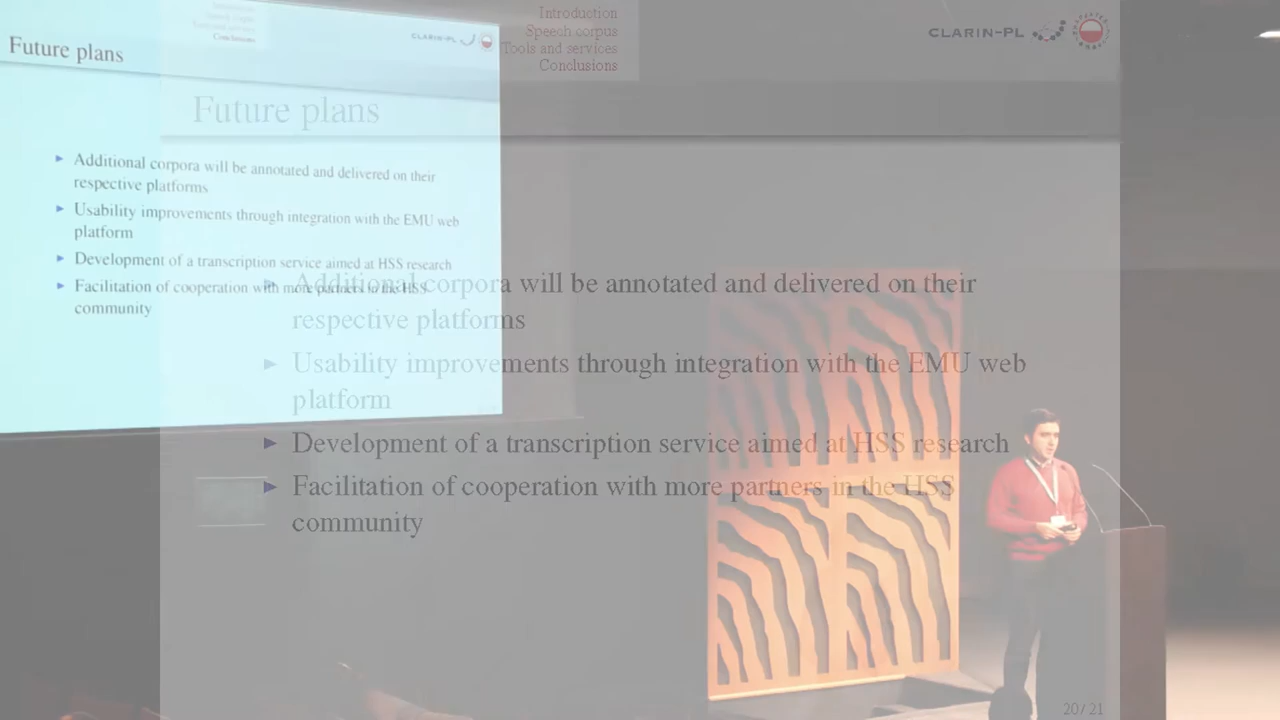 Conclusions
CLARIN-PL
Future plans
Additional corpora will be annotated and delivered on their
respective platforms
Usability improvements through integration with the EMU web
platform
Development of a transcription service aimed at HSS research
Facilitation of cooperation with more partners in the HSS
community
Introduction
Speech corpus
Tools and services
Conclusions
CLARIN-PL
Future plans
Additional corpora will be annotated and delivered on their
respective platforms
Usability improvements through integration with the EMU web
platform
Development of a transcription service aimed at HSS research
Facilitation of cooperation with more partners in the HSS
community
20/21